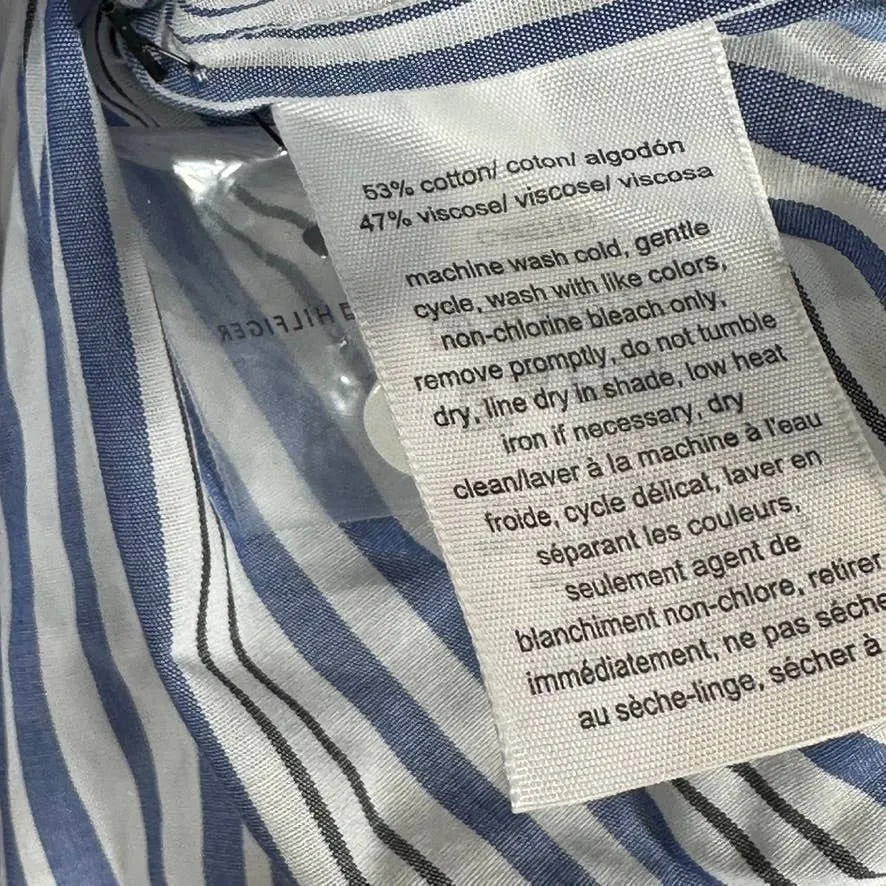 53% cotton/ coton/ algodón
47% viscose/ viscose/ viscosa
machine wash cold, gentle
cycle, wash with like colors,
non-chlorine bleach only,
remove promptly, do not tumble
dry, line dry in shade, low heat
iron if necessary, dry
clean/laver à la machine à l'eau
froide, cycle délicat, laver en
séparant les couleurs,
seulement agent de
blanchiment non-chlore, retirer
immédiatement, ne pas sèche
au sèche-linge, sécher à
HILFIGER